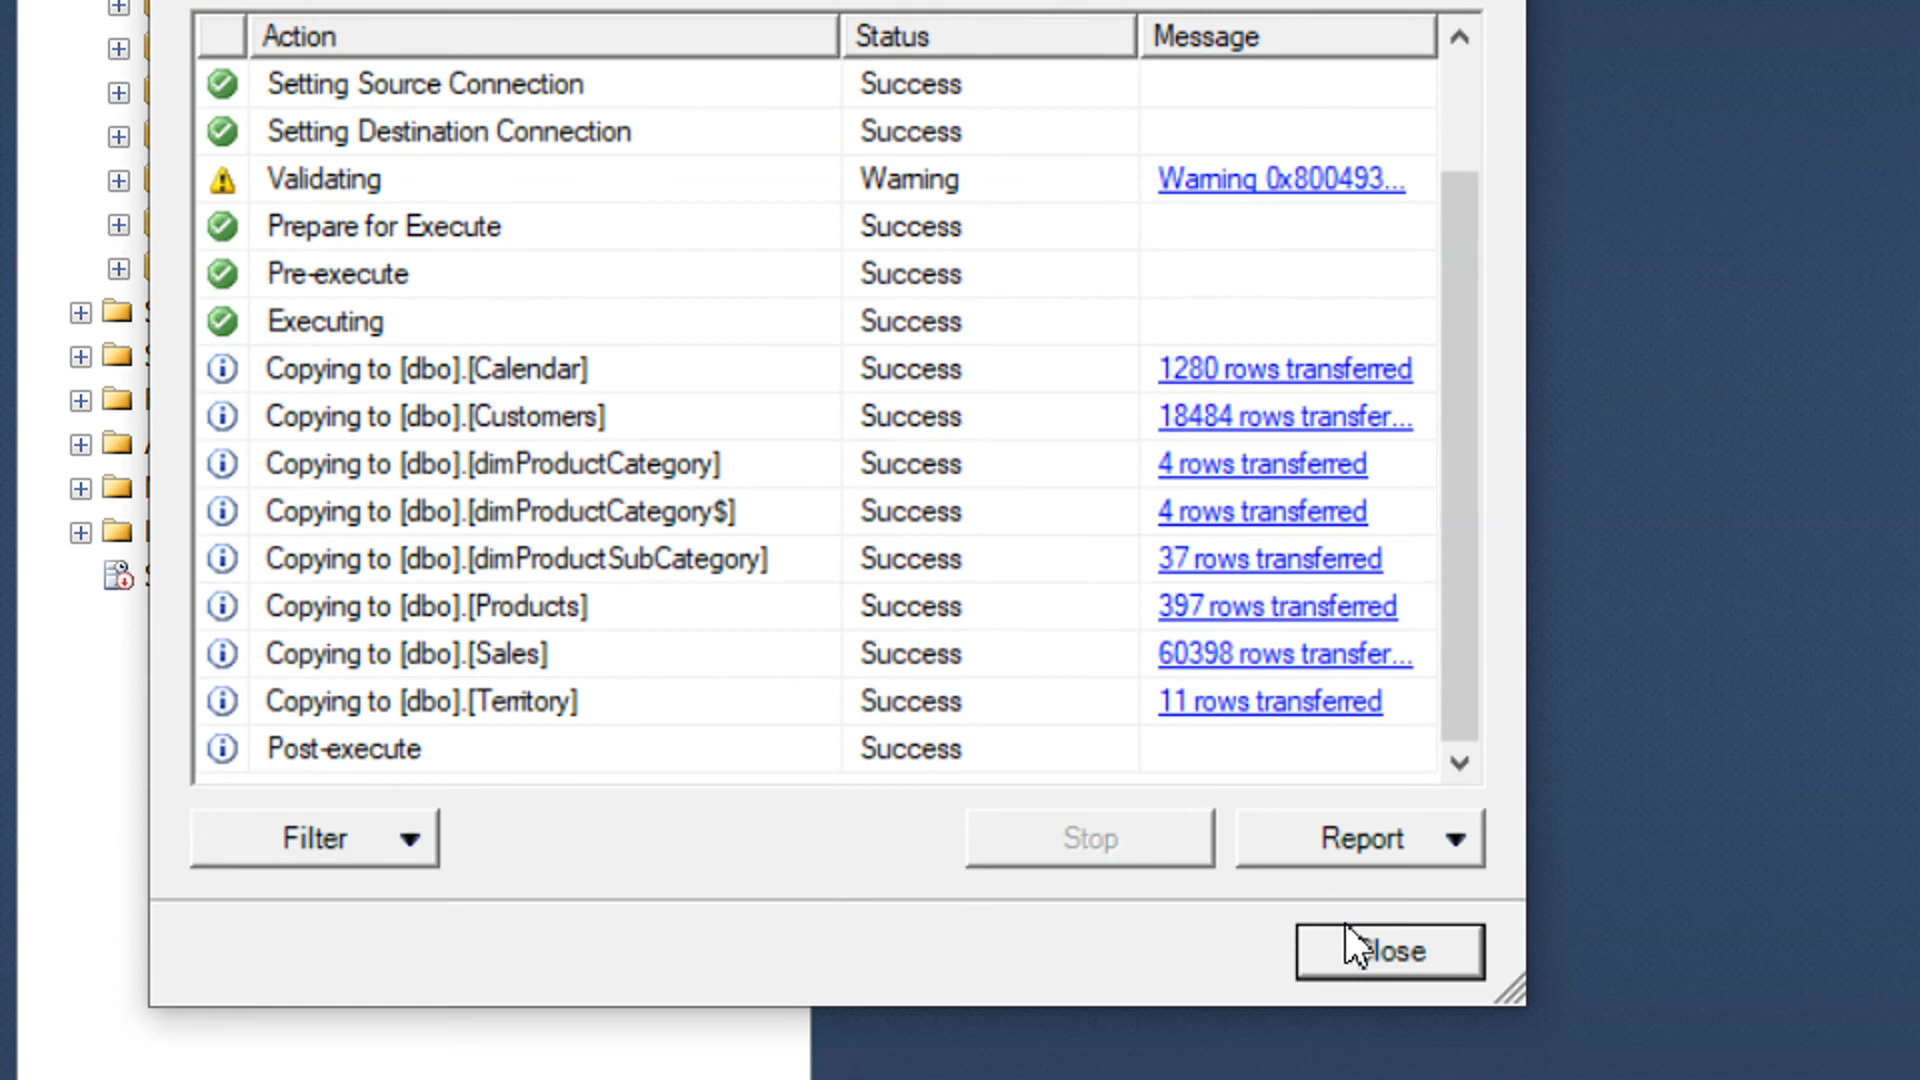 Action Status Message
Setting Source Connection Success
Setting Destination Connection Success
Validating Warning Warning 0x800493...
Prepare for Execute Success
Pre-execute Success
Executing Success
Copying to [dbo].[Calendar] Success 1280 rows transferred
Copying to [dbo].[Customers] Success 18484 rows transfer...
Copying to [dbo].[dimProductCategory] Success 4 rows transferred
Copying to [dbo].[dimProductCategory$] Success 4 rows transferred
Copying to [dbo].[dimProductSubCategory] Success 37 rows transferred
Copying to [dbo].[Products] Success 397 rows transferred
Copying to [dbo].[Sales] Success 60398 rows transfer...
Copying to [dbo].[Territory] Success 11 rows transferred
Post-execute Success
Filter Stop Report
Close